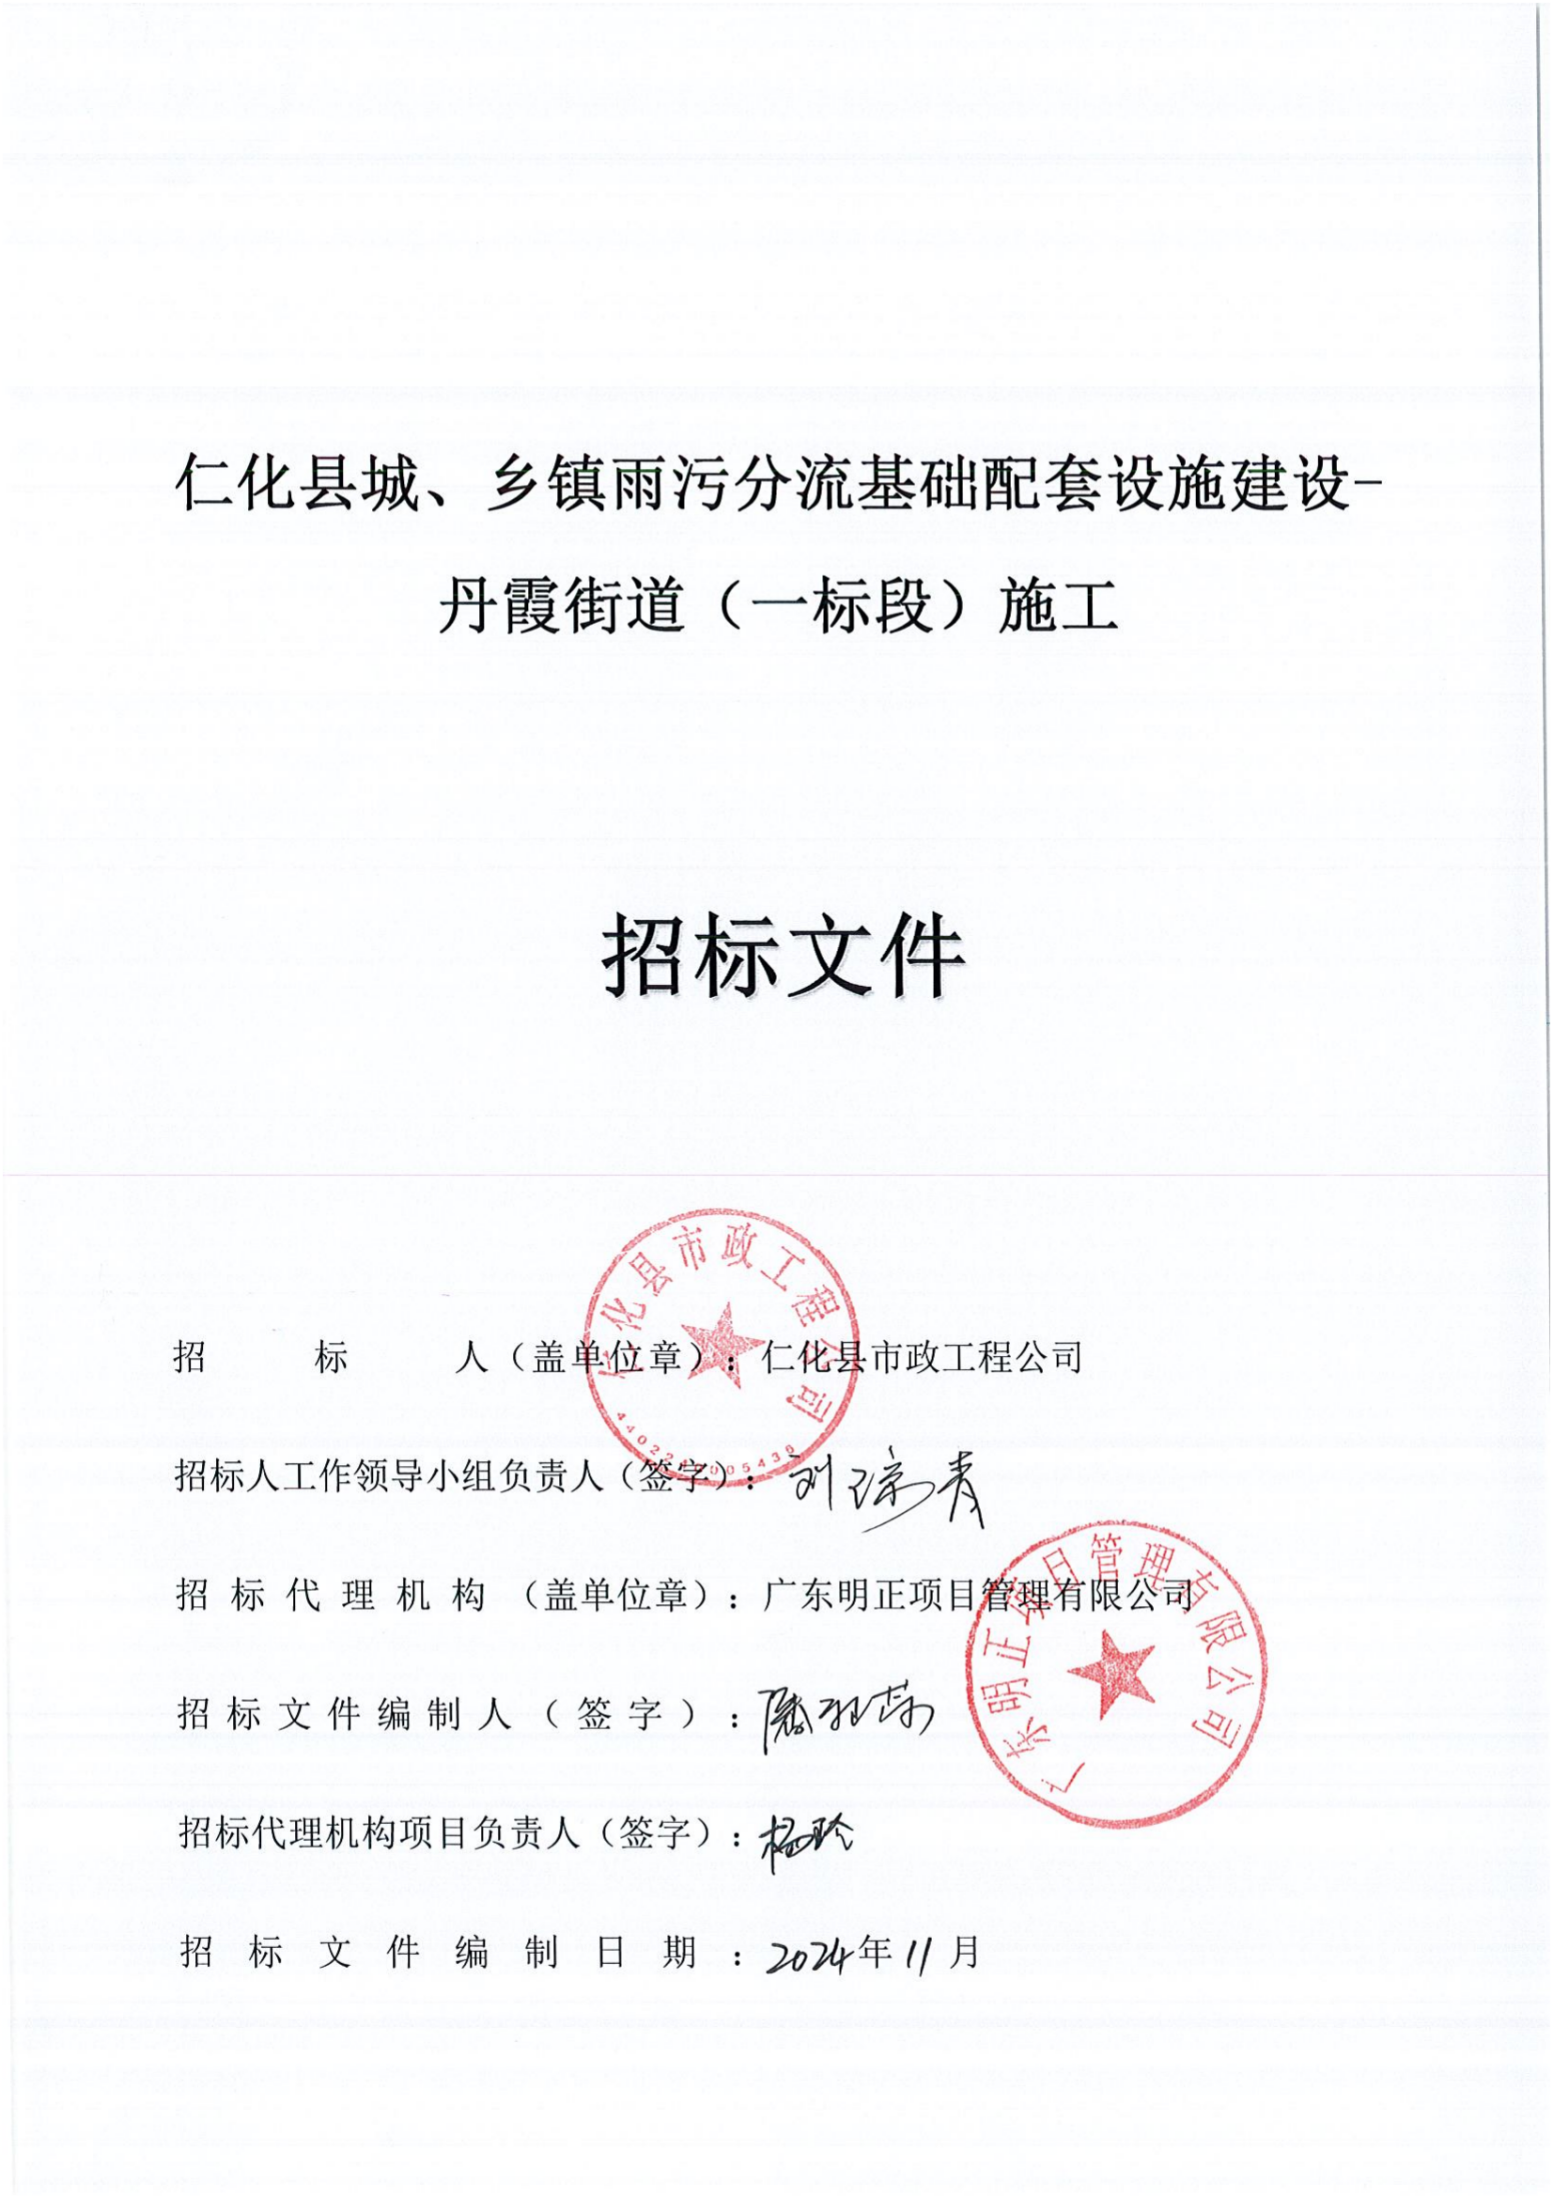 仁化县城、乡镇雨污分流基础配套设施建设-
丹霞街道（一标段）施工
招标文件
仁化县市政工程公司
招标人（盖单位章）：仁化县市政工程公司
招标人工作领导小组负责人（签字）：刘琼青
广东明正项目管理有限公司
招标代理机构（盖单位章）：广东明正项目管理有限公司
招标文件编制人（签字）：
招标代理机构项目负责人（签字）：杨玲
招标文件编制日期：2024年11月